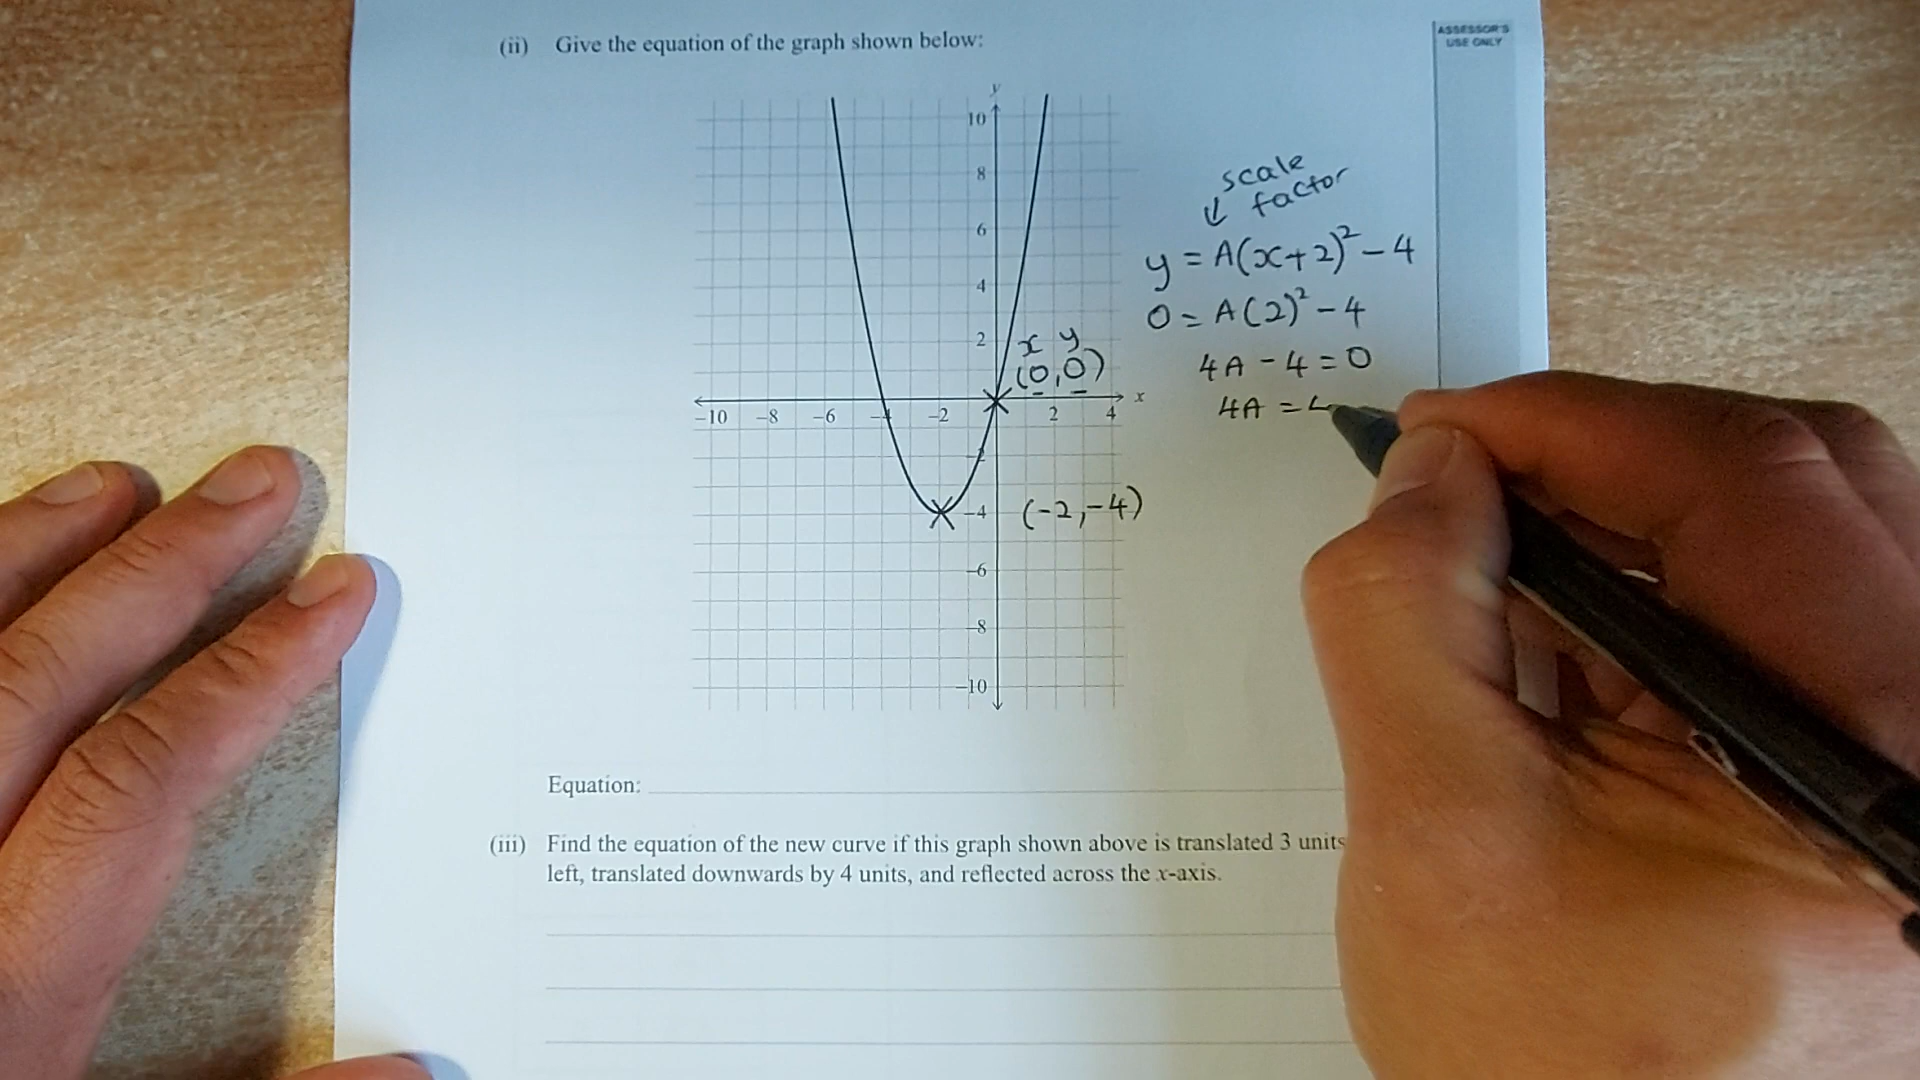 (ii) Give the equation of the graph shown below:
ASSESSOR'S
USE ONLY
y
10
8
6
4
2
x
-10 -8 -6 -4 -2 2 4
-2
-4
-6
-8
-10
scale
↓ factor
y = A(x+2)² - 4
0 = A(2)² - 4
4A - 4 = 0
4A =
x y
(0,0)
(-2,-4)
Equation:
(iii) Find the equation of the new curve if this graph shown above is translated 3 units
left, translated downwards by 4 units, and reflected across the x-axis.